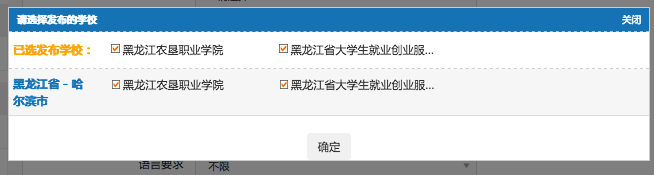 请选择发布的学校 关闭
已选发布学校： 黑龙江农垦职业学院 黑龙江省大学生就业创业服...
黑龙江省 - 哈 黑龙江农垦职业学院 黑龙江省大学生就业创业服...
尔滨市
确定
语言要求 不限